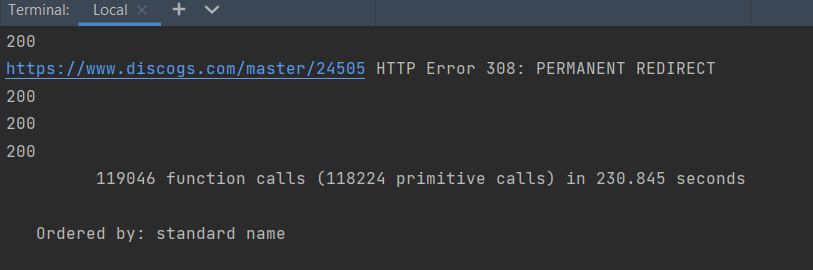 Terminal: Local
200
https://www.discogs.com/master/24505 HTTP Error 308: PERMANENT REDIRECT
200
200
200
119046 function calls (118224 primitive calls) in 230.845 seconds
Ordered by: standard name